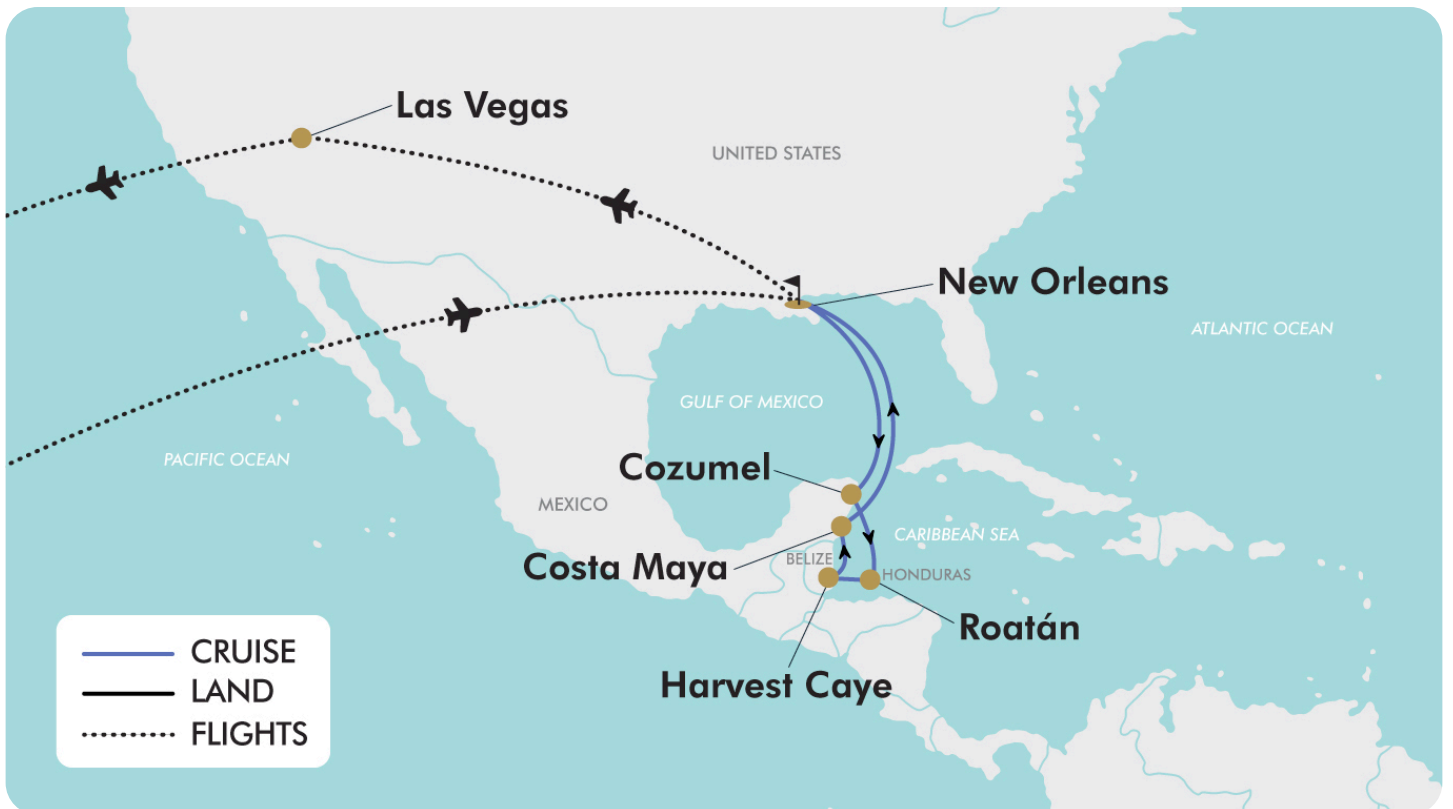 Las Vegas
UNITED STATES
New Orleans
ATLANTIC OCEAN
GULF OF MEXICO
PACIFIC OCEAN
Cozumel
MEXICO
CARIBBEAN SEA
Costa Maya
BELIZE
HONDURAS
Roatán
Harvest Caye
CRUISE
LAND
FLIGHTS